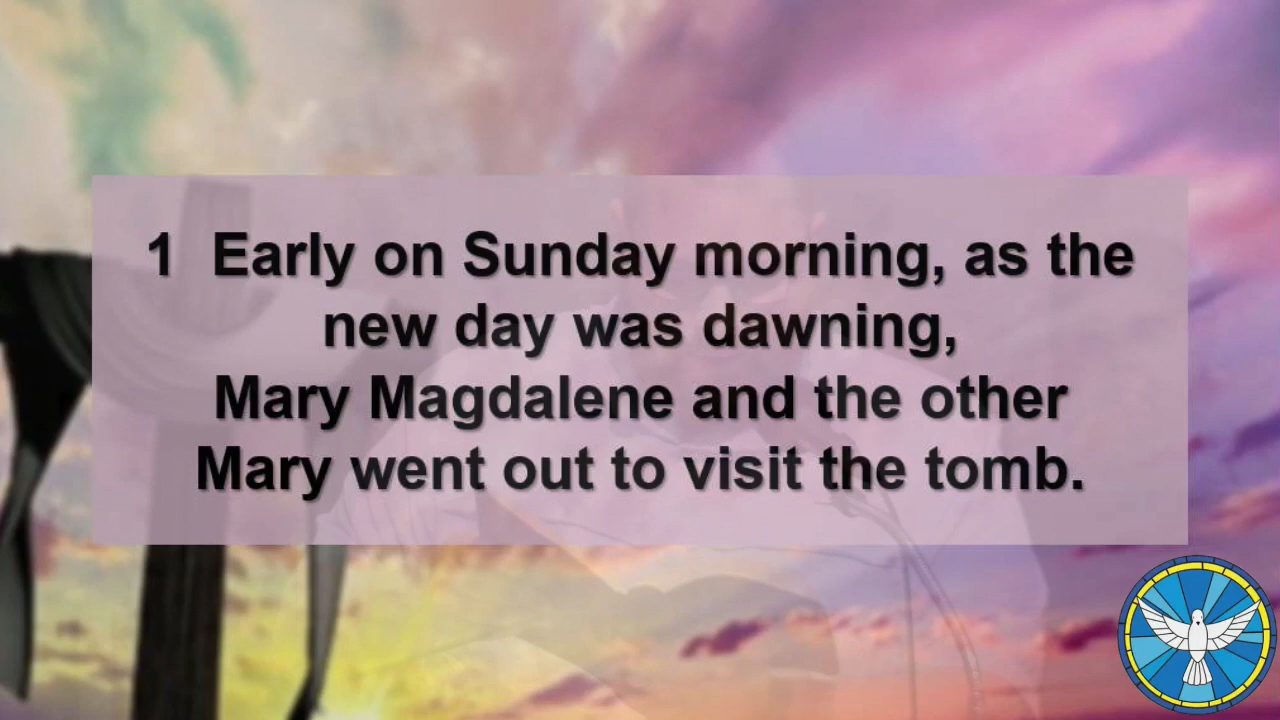 1 Early on Sunday morning, as the
new day was dawning,
Mary Magdalene and the other
Mary went out to visit the tomb.